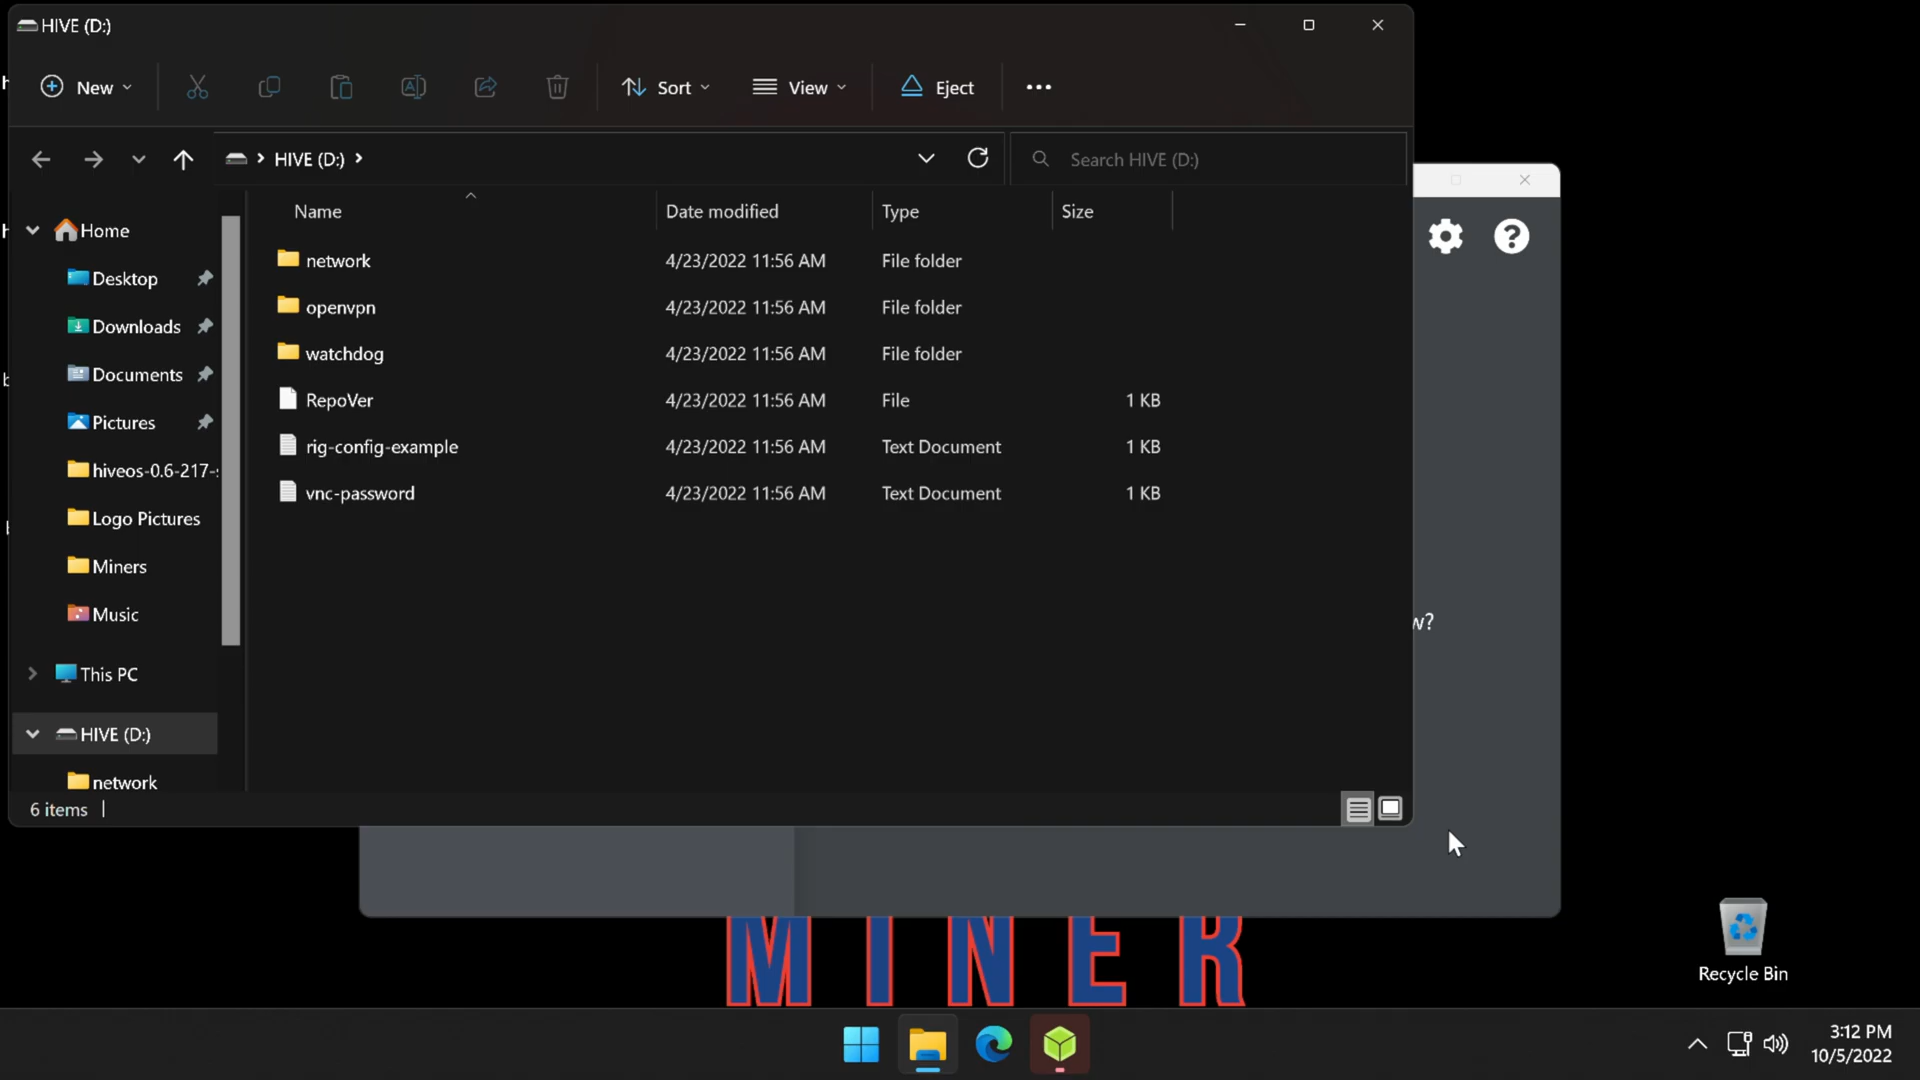 HIVE (D:)
New
Sort
View
Eject
HIVE (D:)
Search HIVE (D:)
Name
Date modified
Type
Size
Home
Desktop
Downloads
Documents
Pictures
hiveos-0.6-217-
Logo Pictures
Miners
Music
This PC
HIVE (D:)
network
network 4/23/2022 11:56 AM File folder
openvpn 4/23/2022 11:56 AM File folder
watchdog 4/23/2022 11:56 AM File folder
RepoVer 4/23/2022 11:56 AM File 1 KB
rig-config-example 4/23/2022 11:56 AM Text Document 1 KB
vnc-password 4/23/2022 11:56 AM Text Document 1 KB
w?
6 items
MINER
Recycle Bin
3:12 PM
10/5/2022